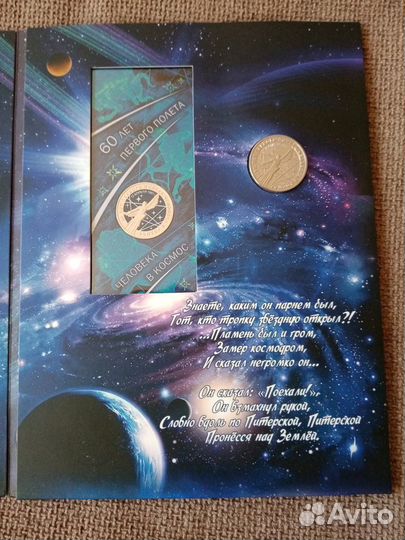 60 ЛЕТ
ПЕРВОГО ПОЛЕТА
ЧЕЛОВЕКА
В КОСМОС
Знаете, каким он парнем был,
Тот, кто тропку звёздную открыл?!
...Пламень был и гром,
Замер космодром,
И сказал негромко он...
Он сказал: «Поехали!».
Он взмахнул рукой,
Словно вдоль по Питерской, Питерской
Пронёсся над Землёй.
Avito